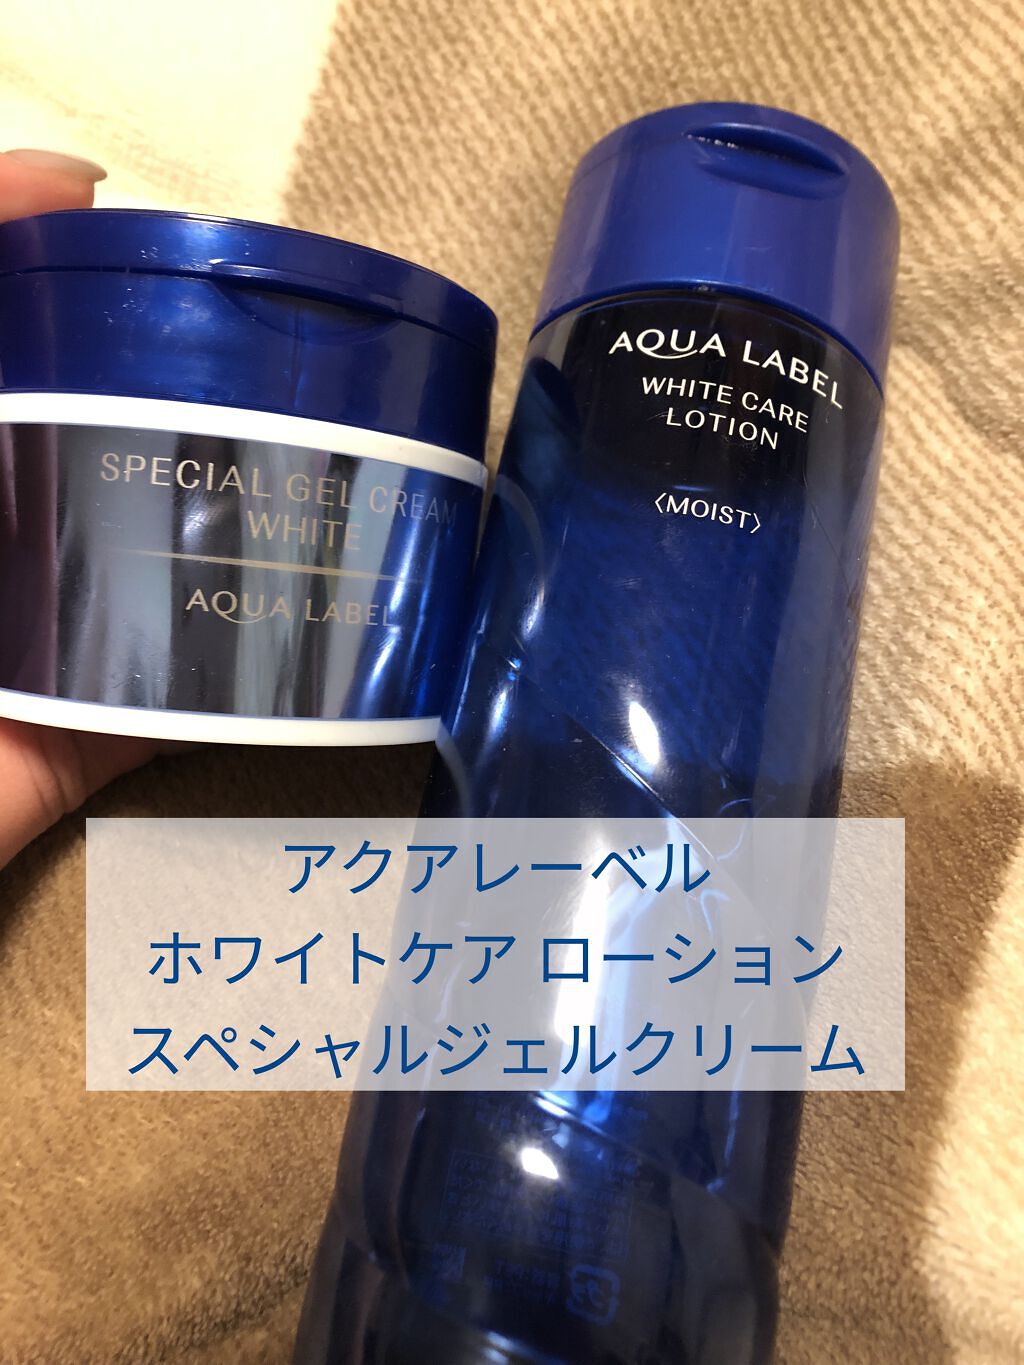 SPECIAL GEL CREAM
WHITE
AQUA LABEL
AQUA LABEL
WHITE CARE
LOTION
〈MOIST〉
アクアレーベル
ホワイトケア ローション
スペシャルジェルクリーム